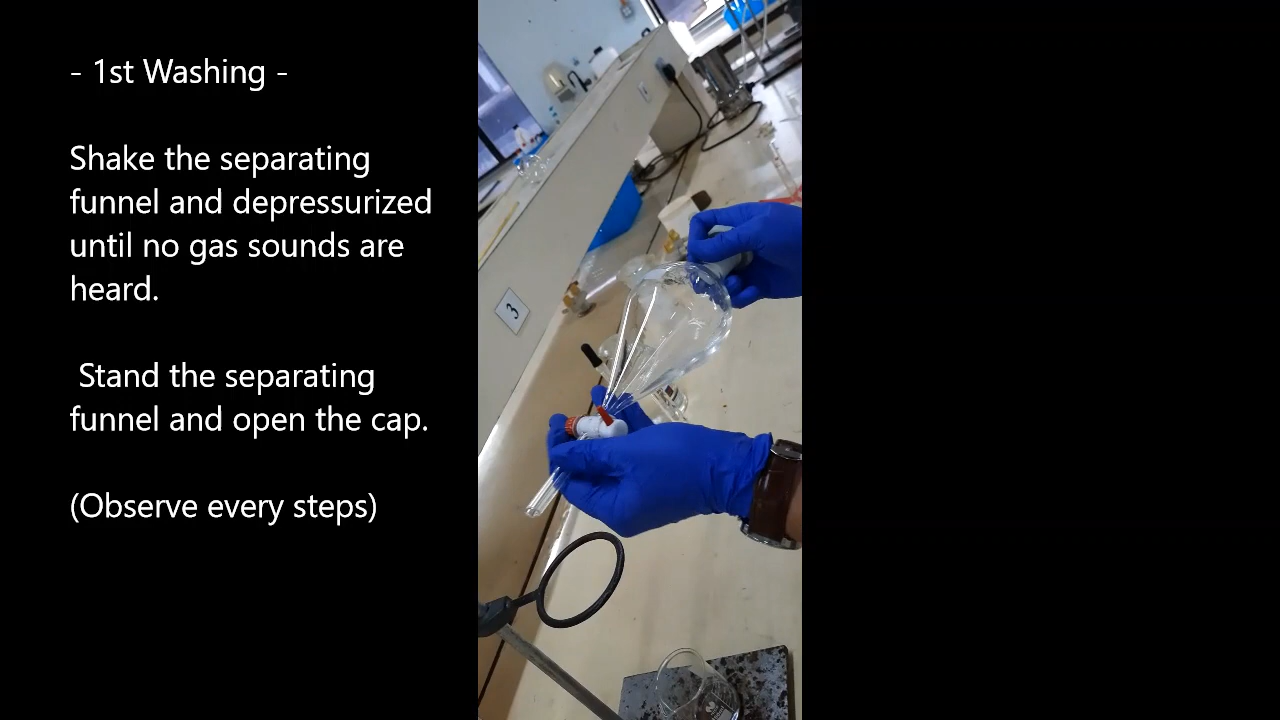 - 1st Washing -
Shake the separating
funnel and depressurized
until no gas sounds are
heard.
Stand the separating
funnel and open the cap.
(Observe every steps)
3